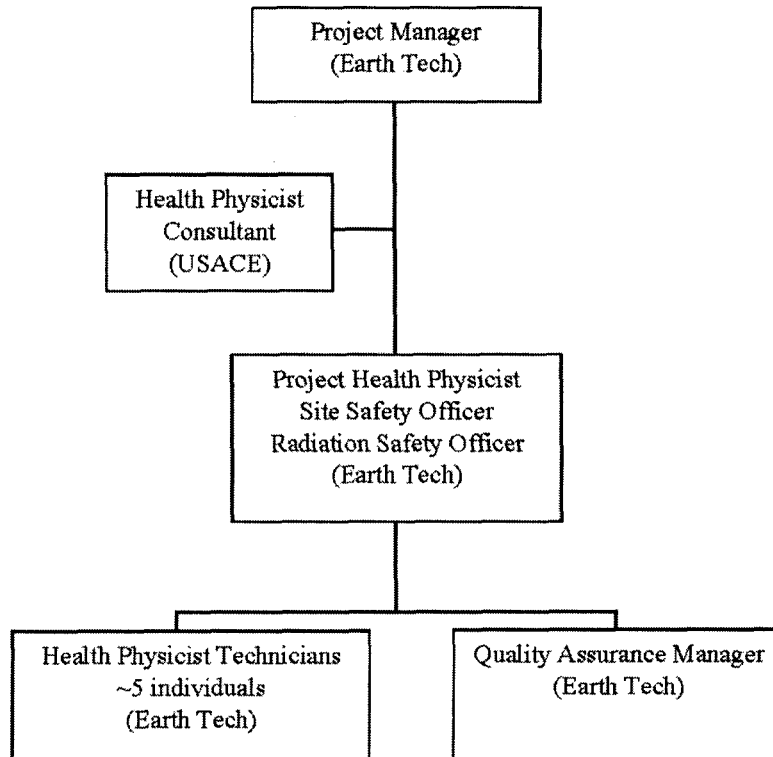 Project Manager
(Earth Tech)
Health Physicist
Consultant
(USACE)
Project Health Physicist
Site Safety Officer
Radiation Safety Officer
(Earth Tech)
Health Physicist Technicians
~5 individuals
(Earth Tech)
Quality Assurance Manager
(Earth Tech)